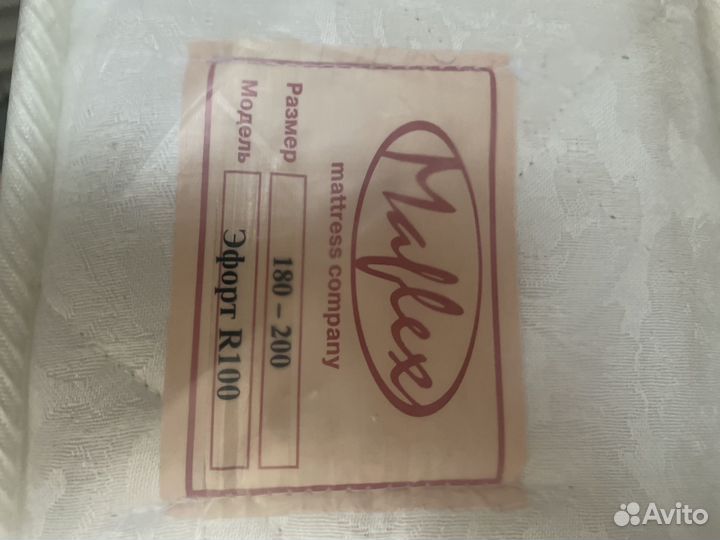 Maflex
mattress company
Размер 180 – 200
Модель Эфорт R100
Avito